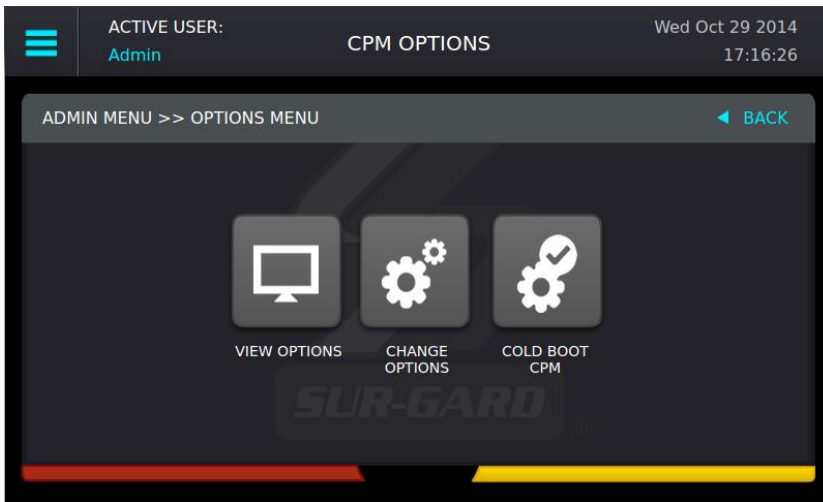 ACTIVE USER:
Admin
CPM OPTIONS
Wed Oct 29 2014
17:16:26
ADMIN MENU >> OPTIONS MENU
◀ BACK
VIEW OPTIONS
CHANGE
OPTIONS
COLD BOOT
CPM
SUR-GARD
®